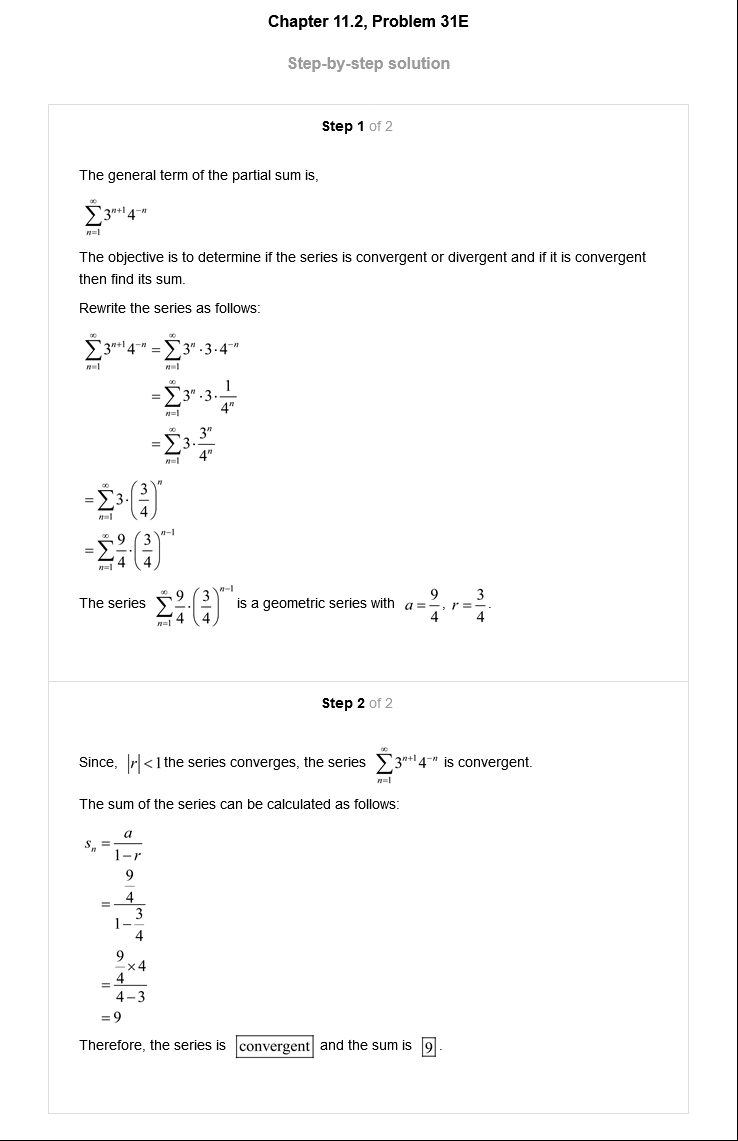 Chapter 11.2, Problem 31E
Step-by-step solution
Step 1 of 2
The general term of the partial sum is,
$\sum_{n=1}^{\infty} 3^{n+1} 4^{-n}$
The objective is to determine if the series is convergent or divergent and if it is convergent
then find its sum.
Rewrite the series as follows:
$\sum_{n=1}^{\infty} 3^{n+1} 4^{-n} = \sum_{n=1}^{\infty} 3^n \cdot 3 \cdot 4^{-n}$
$= \sum_{n=1}^{\infty} 3^n \cdot 3 \cdot \frac{1}{4^n}$
$= \sum_{n=1}^{\infty} 3 \cdot \frac{3^n}{4^n}$
$= \sum_{n=1}^{\infty} 3 \cdot \left(\frac{3}{4}\right)^n$
$= \sum_{n=1}^{\infty} \frac{9}{4} \cdot \left(\frac{3}{4}\right)^{n-1}$
The series $\sum_{n=1}^{\infty} \frac{9}{4} \cdot \left(\frac{3}{4}\right)^{n-1}$ is a geometric series with $a = \frac{9}{4}, r = \frac{3}{4}$.
Step 2 of 2
Since, $|r| < 1$ the series converges, the series $\sum_{n=1}^{\infty} 3^{n+1} 4^{-n}$ is convergent.
The sum of the series can be calculated as follows:
$s_n = \frac{a}{1-r}$
$= \frac{\frac{9}{4}}{1-\frac{3}{4}}$
$= \frac{\frac{9}{4} \times 4}{4-3}$
$= 9$
Therefore, the series is convergent and the sum is 9.